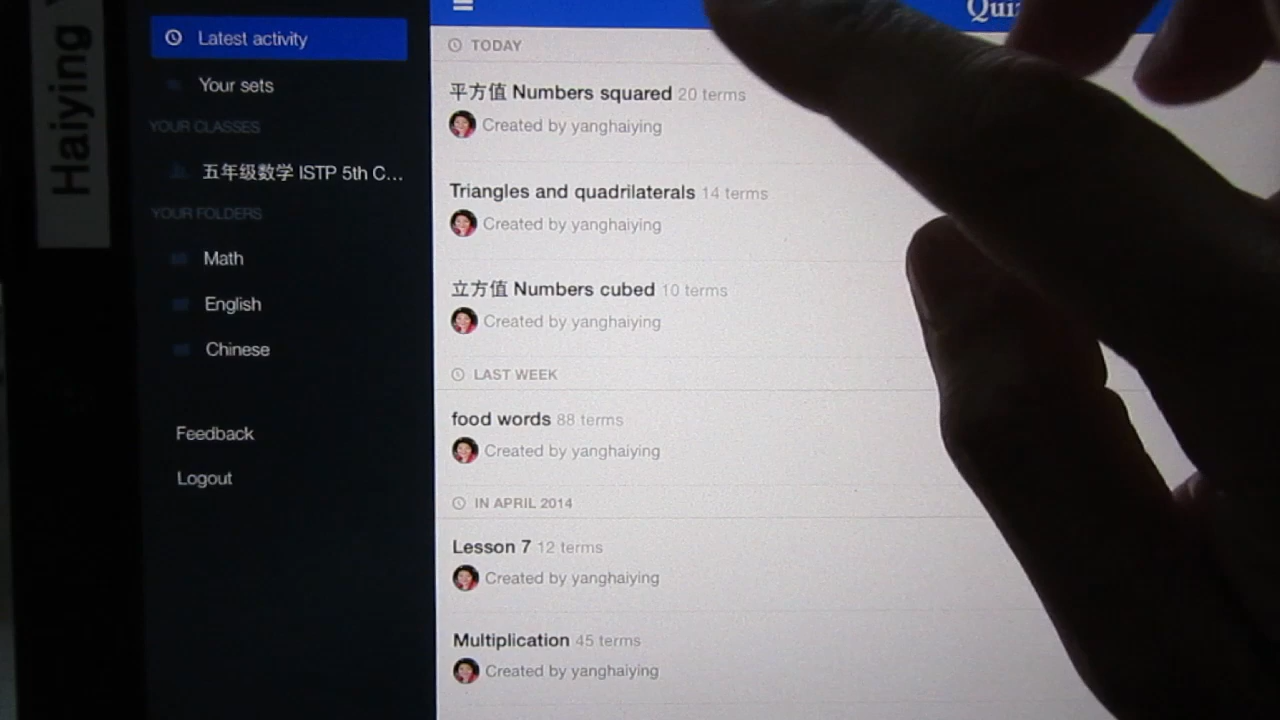 Haiying
Latest activity
Your sets
YOUR CLASSES
五年级数学 ISTP 5th C...
YOUR FOLDERS
Math
English
Chinese
Feedback
Logout
TODAY
平方值 Numbers squared 20 terms
Created by yanghaiying
Triangles and quadrilaterals 14 terms
Created by yanghaiying
立方值 Numbers cubed 10 terms
Created by yanghaiying
LAST WEEK
food words 88 terms
Created by yanghaiying
IN APRIL 2014
Lesson 7 12 terms
Created by yanghaiying
Multiplication 45 terms
Created by yanghaiying